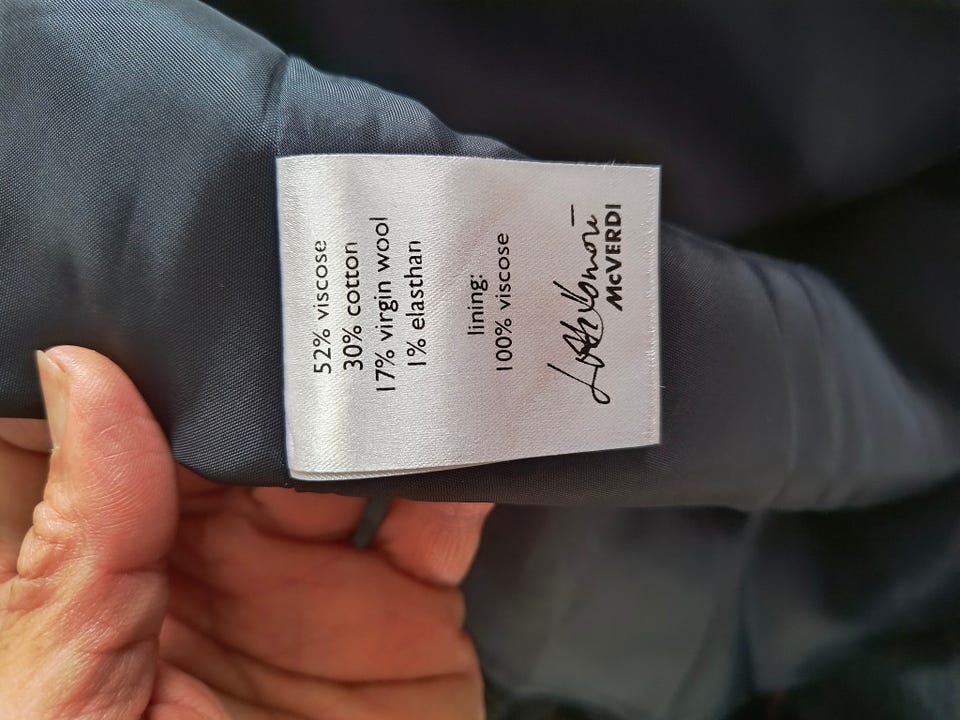 52% viscose
30% cotton
17% virgin wool
1% elasthan
lining:
100% viscose
McVERDI